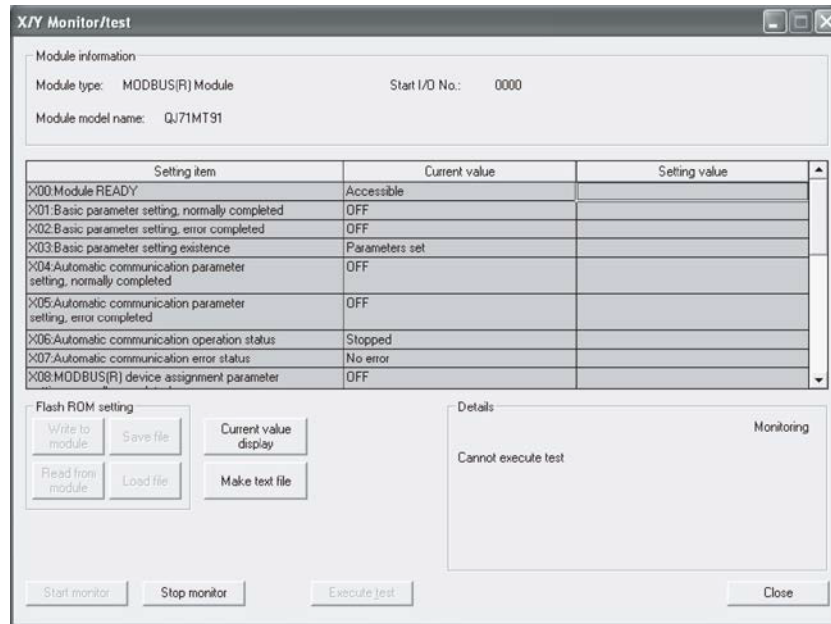 X/Y Monitor/test
Module information
Module type: MODBUS(R) Module Start I/O No.: 0000
Module model name: QJ71MT91
Setting item Current value Setting value
X00:Module READY Accessible
X01:Basic parameter setting, normally completed OFF
X02:Basic parameter setting, error completed OFF
X03:Basic parameter setting existence Parameters set
X04:Automatic communication parameter OFF
setting, normally completed
X05:Automatic communication parameter OFF
setting, error completed
X06:Automatic communication operation status Stopped
X07:Automatic communication error status No error
X08:MODBUS(R) device assignment parameter OFF
Flash ROM setting
Write to
module
Save file
Current value
display
Read from
module
Load file
Make text file
Details
Monitoring
Cannot execute test
Start monitor Stop monitor Execute test Close